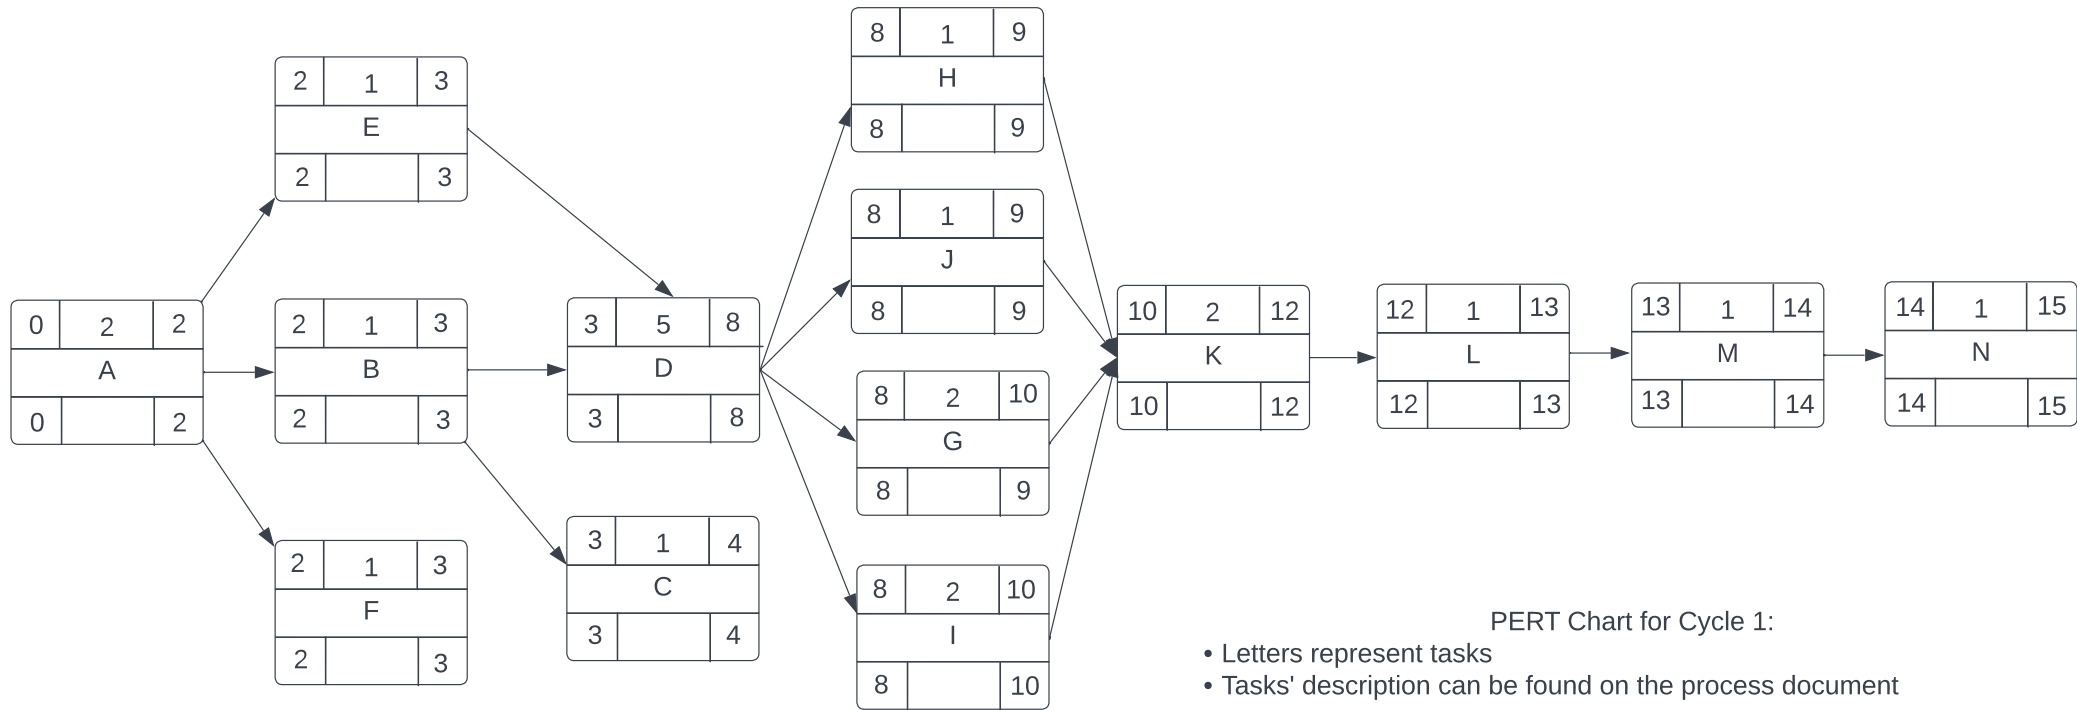 0 2 2
A
0 2
2 1 3
E
2 3
2 1 3
B
2 3
2 1 3
F
2 3
3 5 8
D
3 8
3 1 4
C
3 4
8 1 9
H
8 9
8 1 9
J
8 9
8 2 10
G
8 9
8 2 10
I
8 10
10 2 12
K
10 12
12 1 13
L
12 13
13 1 14
M
13 14
14 1 15
N
14 15
PERT Chart for Cycle 1:
• Letters represent tasks
• Tasks' description can be found on the process document